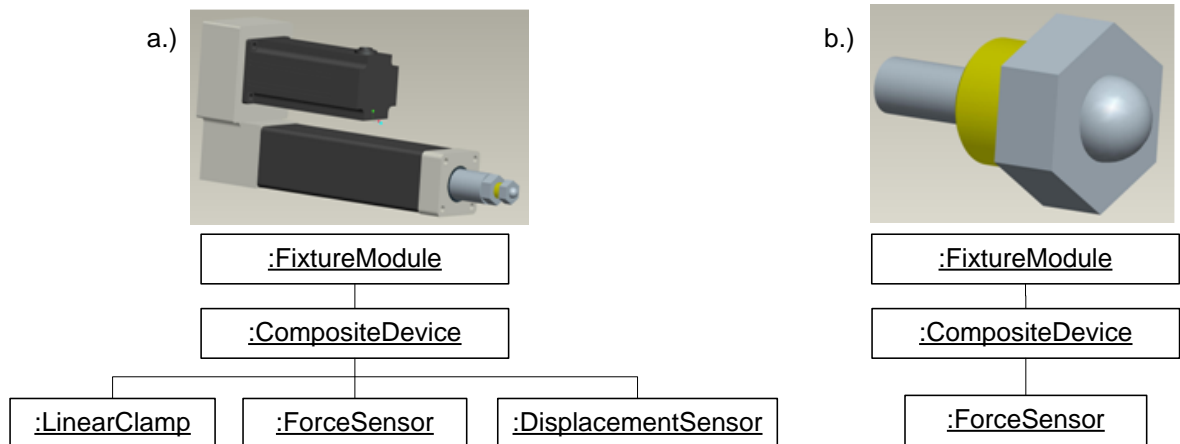 a.)
:FixtureModule
:CompositeDevice
:LinearClamp :ForceSensor :DisplacementSensor
b.)
:FixtureModule
:CompositeDevice
:ForceSensor